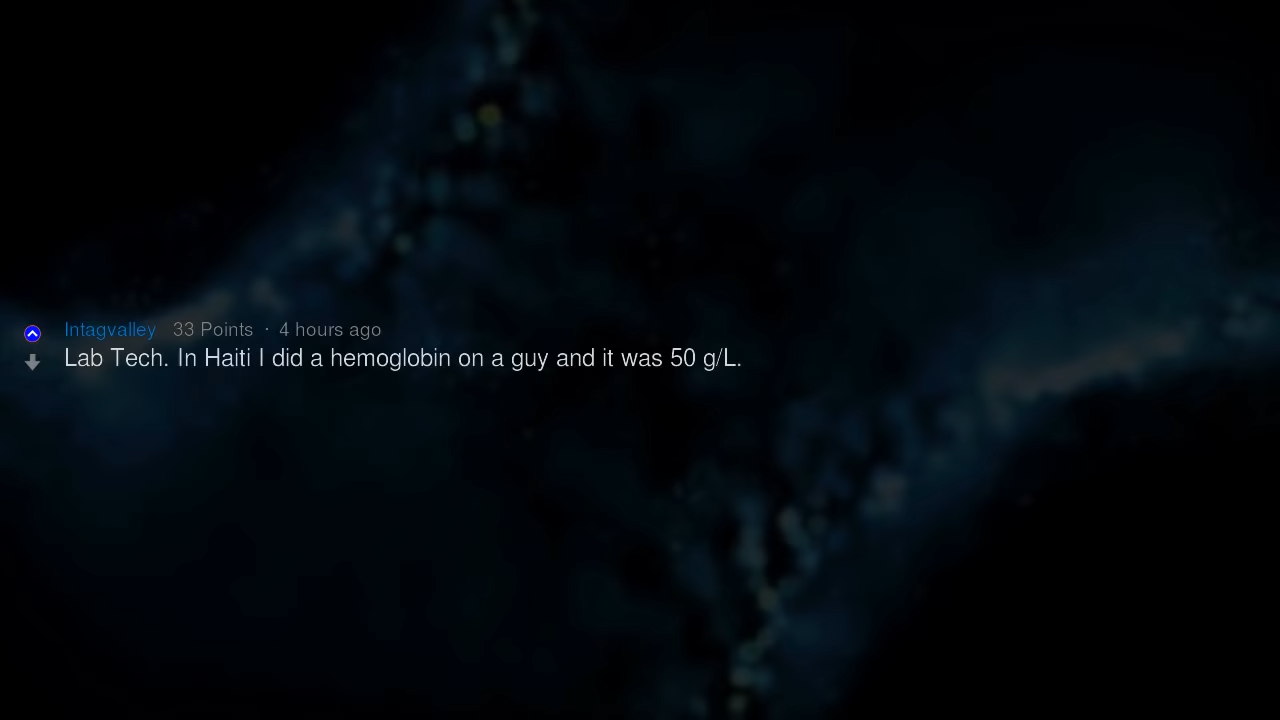 Intagvalley 33 Points · 4 hours ago
Lab Tech. In Haiti I did a hemoglobin on a guy and it was 50 g/L.